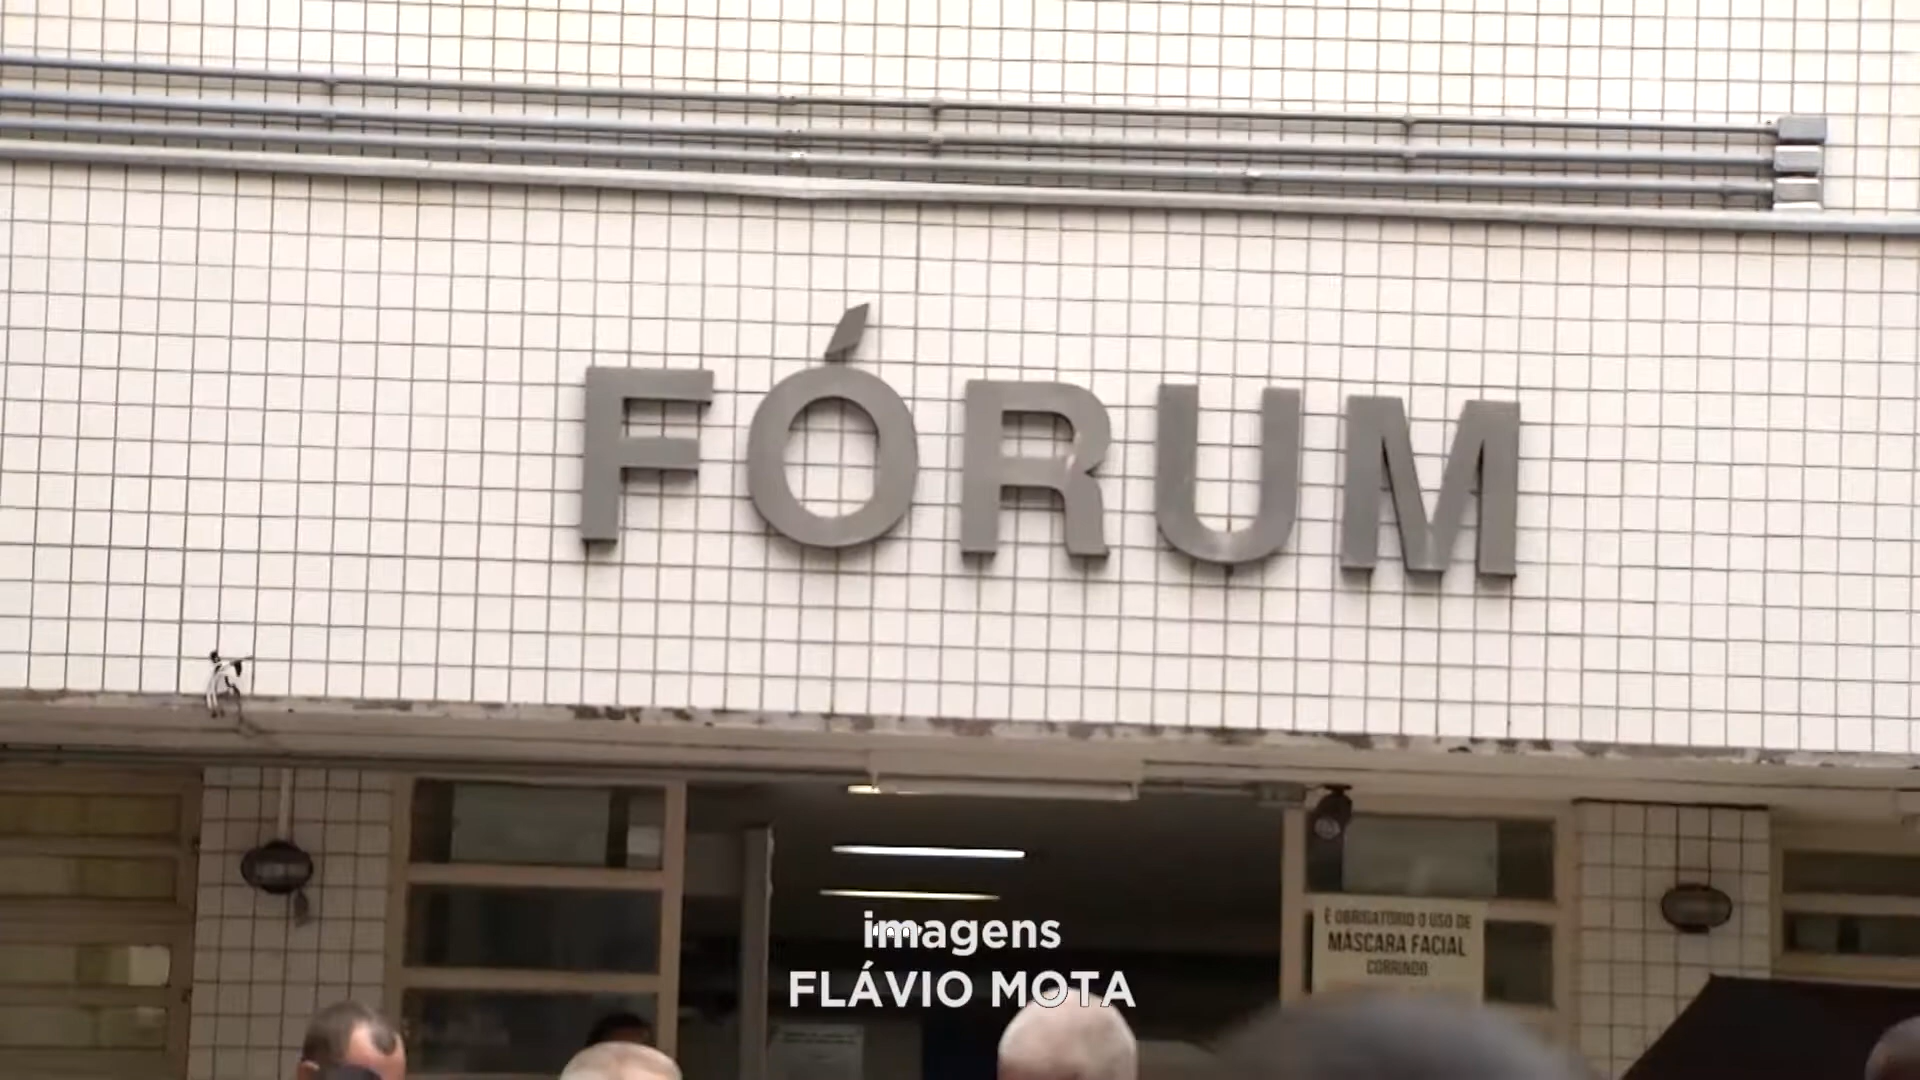 FÓRUM
É OBRIGATÓRIO O USO DE
MÁSCARA FACIAL
imagens
FLÁVIO MOTA